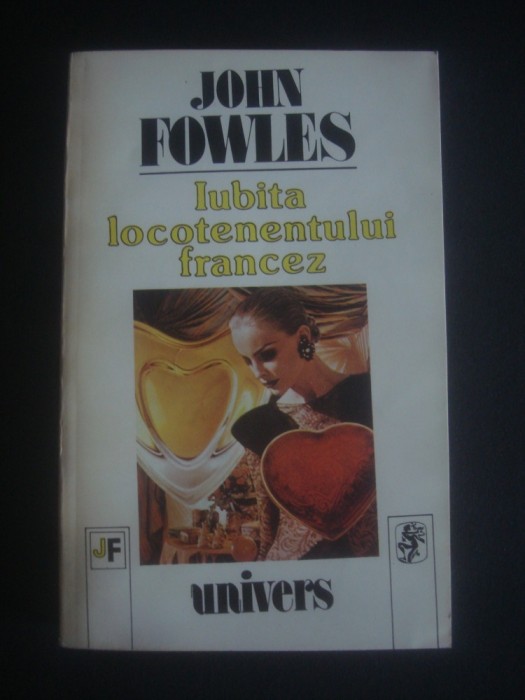 JOHN
FOWLES
Iubita
locotenentului
francez
JF
univers